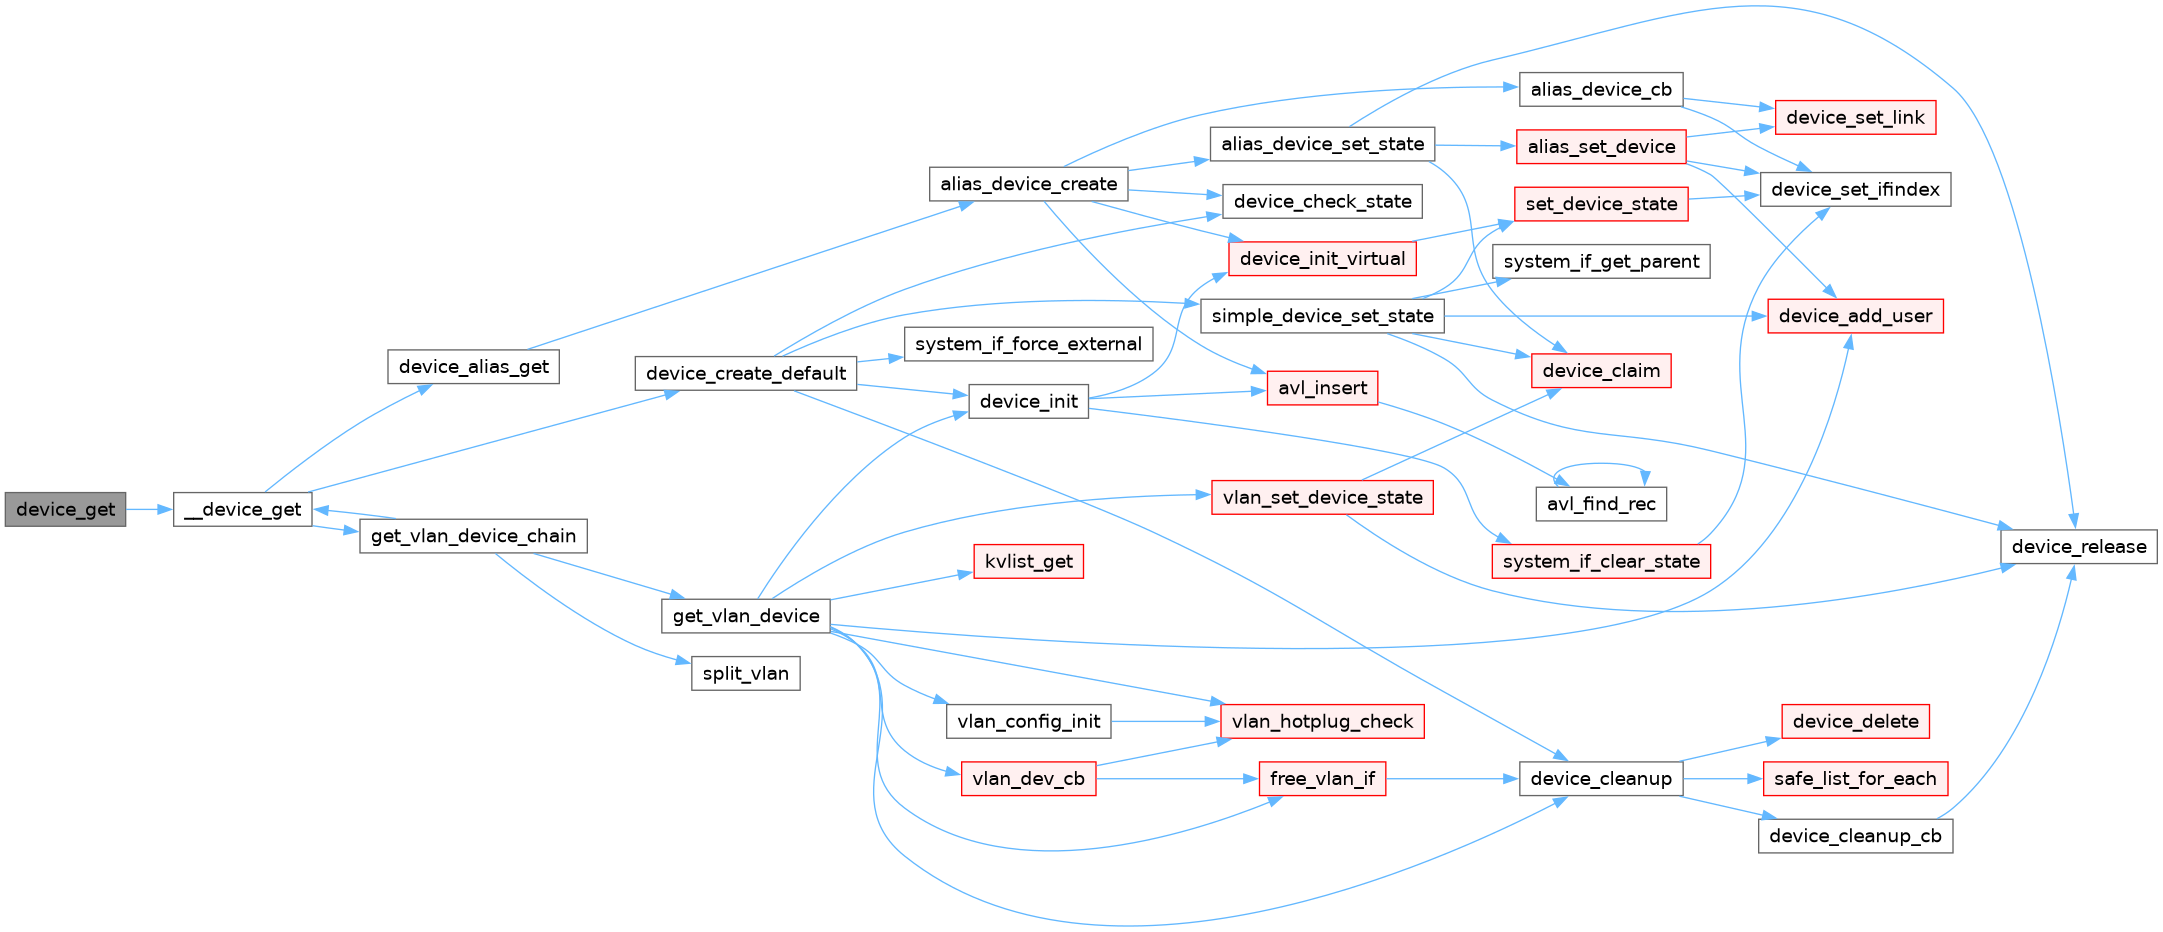 device_get
__device_get
device_alias_get
get_vlan_device_chain
device_create_default
get_vlan_device
split_vlan
alias_device_create
system_if_force_external
device_init
kvlist_get
vlan_config_init
vlan_dev_cb
alias_device_set_state
device_check_state
device_init_virtual
simple_device_set_state
avl_insert
vlan_set_device_state
vlan_hotplug_check
free_vlan_if
alias_device_cb
alias_set_device
set_device_state
system_if_get_parent
device_claim
avl_find_rec
system_if_clear_state
device_cleanup
device_set_link
device_set_ifindex
device_add_user
device_delete
safe_list_for_each
device_cleanup_cb
device_release